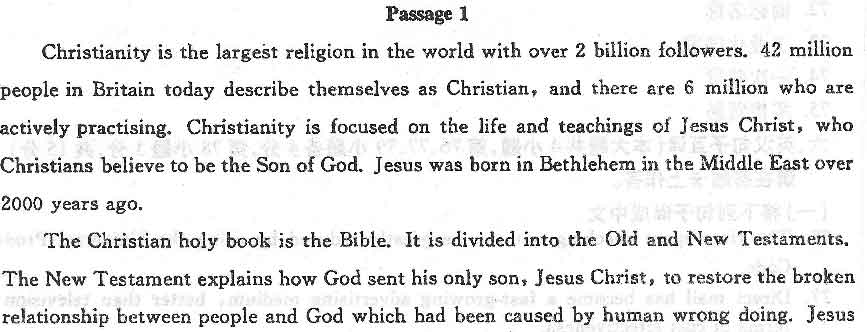 Passage 1
Christianity is the largest religion in the world with over 2 billion followers. 42 million
people in Britain today describe themselves as Christian, and there are 6 million who are
actively practising. Christianity is focused on the life and teachings of Jesus Christ, who
Christians believe to be the Son of God. Jesus was born in Bethlehem in the Middle East over
2000 years ago.
The Christian holy book is the Bible. It is divided into the Old and New Testaments.
The New Testament explains how God sent his only son, Jesus Christ, to restore the broken
relationship between people and God which had been caused by human wrong doing. Jesus